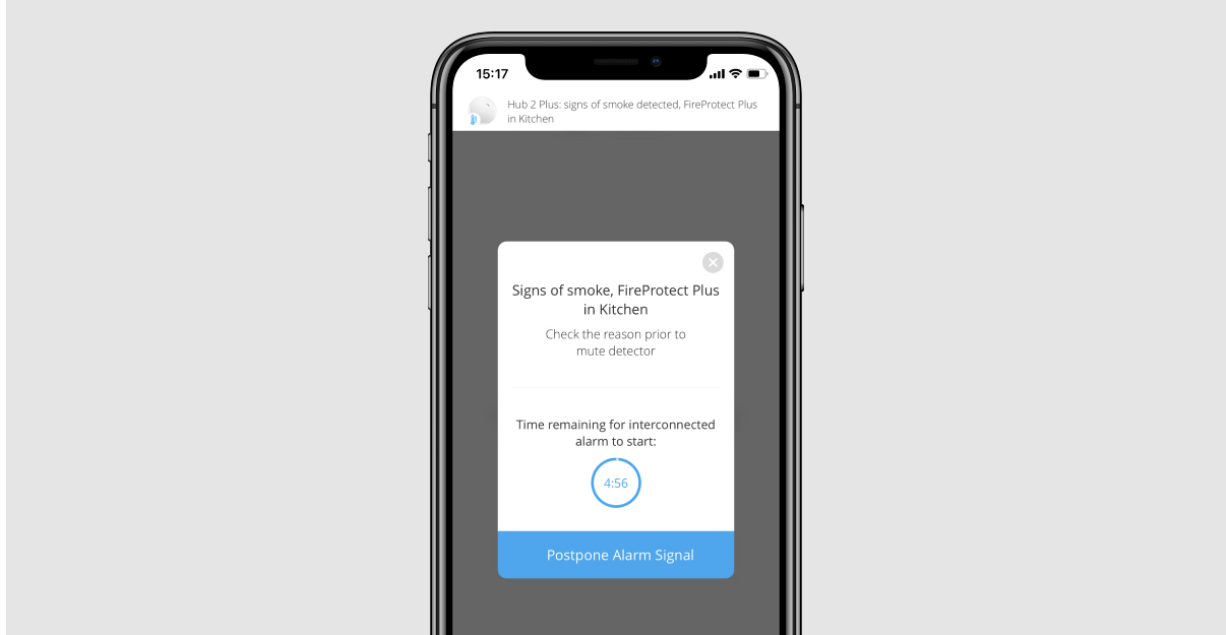 15:17
Hub 2 Plus: signs of smoke detected, FireProtect Plus
in Kitchen
Signs of smoke, FireProtect Plus
in Kitchen
Check the reason prior to
mute detector
Time remaining for interconnected
alarm to start:
4:56
Postpone Alarm Signal